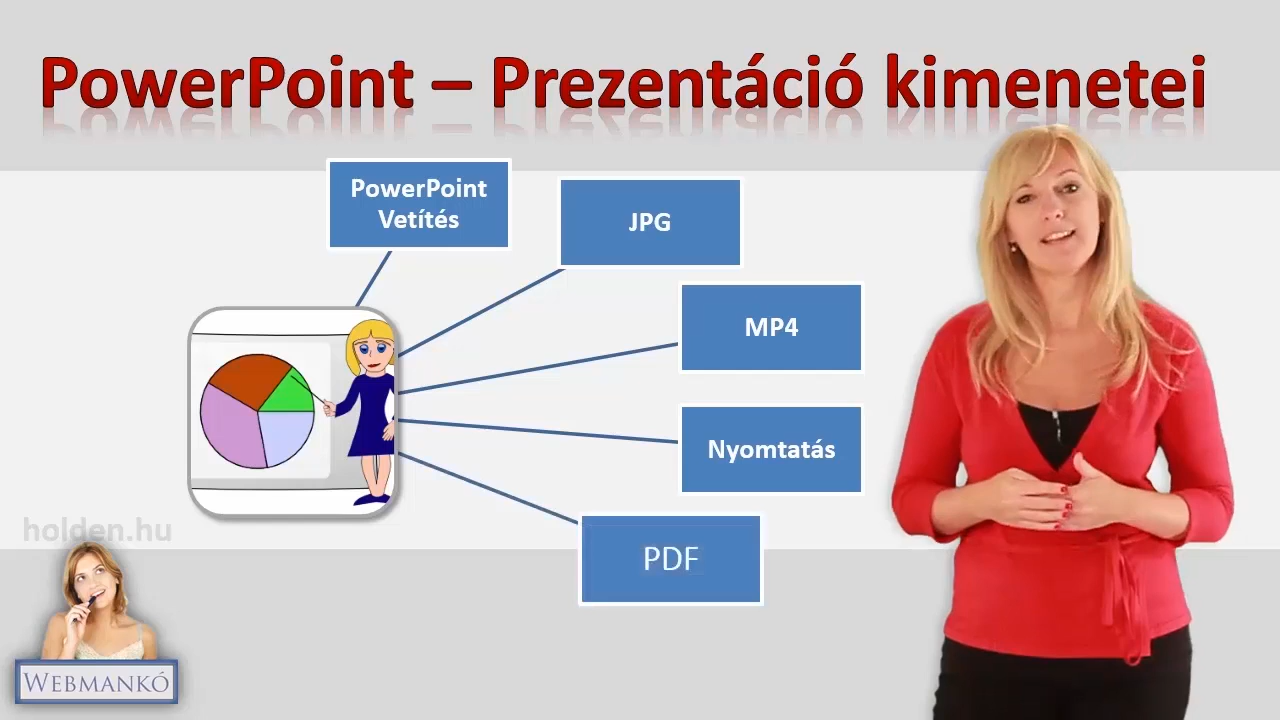 PowerPoint – Prezentáció kimenetei
PowerPoint
Vetítés
JPG
MP4
Nyomtatás
PDF
holden.hu
WEBMANKÓ